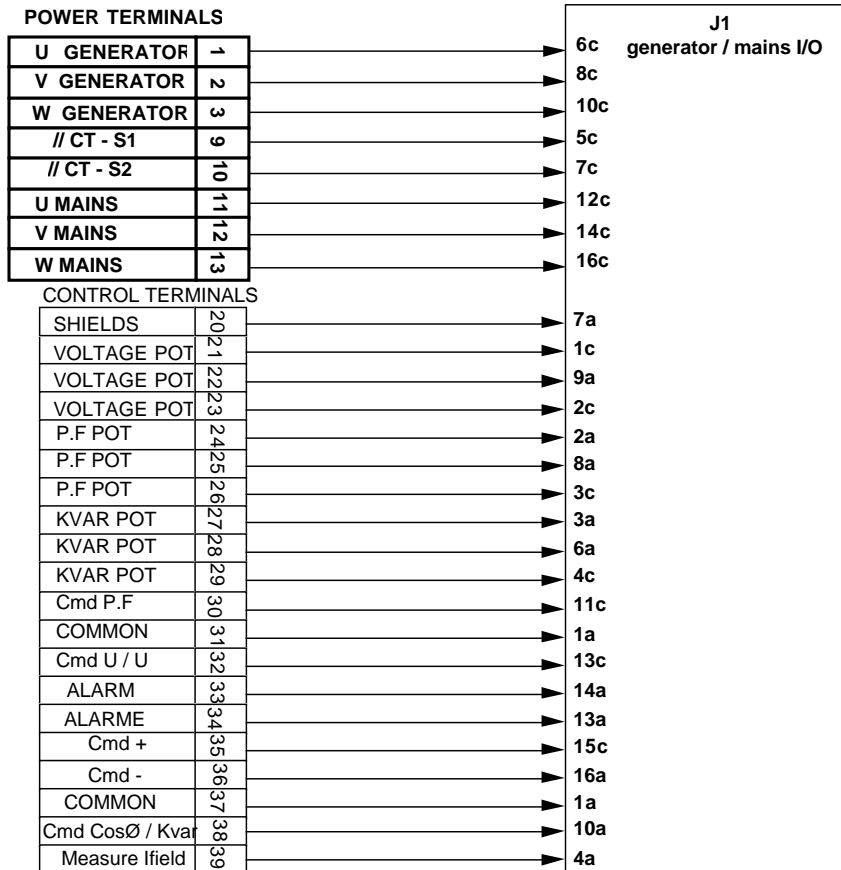 POWER TERMINALS
J1
generator / mains I/O
U GENERATOR 1 6c
V GENERATOR 2 8c
W GENERATOR 3 10c
// CT - S1 9 5c
// CT - S2 10 7c
U MAINS 11 12c
V MAINS 12 14c
W MAINS 13 16c
CONTROL TERMINALS
SHIELDS 20 7a
VOLTAGE POT 21 1c
VOLTAGE POT 22 9a
VOLTAGE POT 23 2c
P.F POT 24 2a
P.F POT 25 8a
P.F POT 26 3c
KVAR POT 27 3a
KVAR POT 28 6a
KVAR POT 29 4c
Cmd P.F 30 11c
COMMON 31 1a
Cmd U / U 32 13c
ALARM 33 14a
ALARME 34 13a
Cmd + 35 15c
Cmd - 36 16a
COMMON 37 1a
Cmd CosØ / Kvar 38 10a
Measure Ifield 39 4a